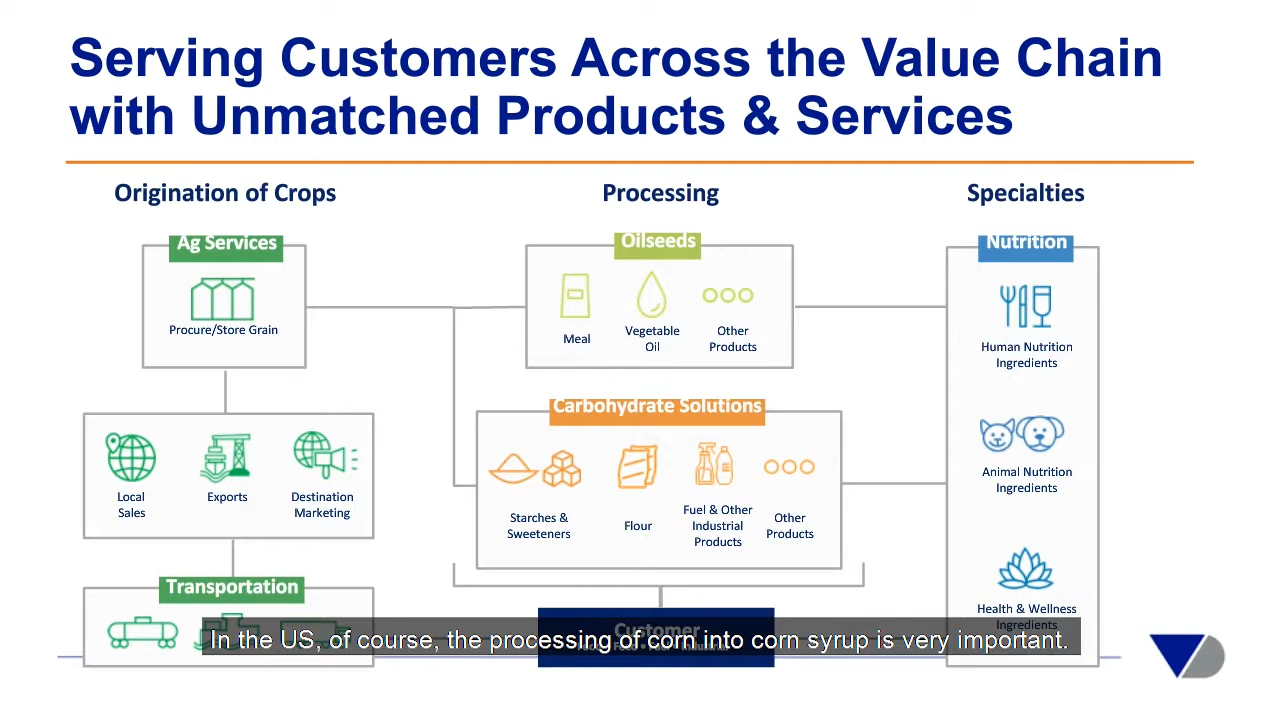 Serving Customers Across the Value Chain
with Unmatched Products & Services
Origination of Crops
Processing
Specialties
Ag Services
Procure/Store Grain
Local
Sales
Exports
Destination
Marketing
Transportation
Oilseeds
Meal
Vegetable
Oil
Other
Products
Carbohydrate Solutions
Starches &
Sweeteners
Flour
Fuel & Other
Industrial
Products
Other
Products
Customer
Nutrition
Human Nutrition
Ingredients
Animal Nutrition
Ingredients
Health & Wellness
Ingredients
In the US, of course, the processing of corn into corn syrup is very important.